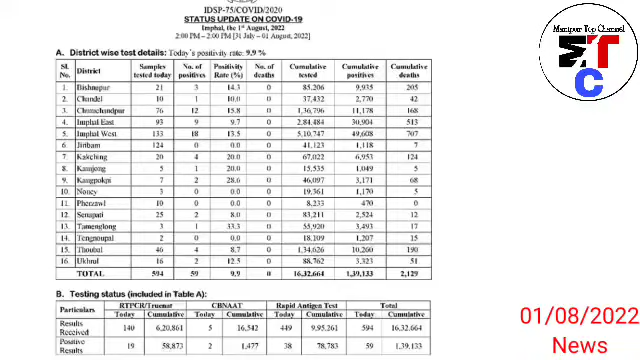 IDSP-75/COVID/2020
STATUS UPDATE ON COVID-19
Imphal, the 1st August, 2022
2:00 PM – 2:00 PM [31 July - 01 August, 2022]
A. District wise test details: Today's positivity rate: 9.9 %
Sl. No. District Samples tested today No. of positives Positivity Rate (%) No. of deaths Cumulative tested Cumulative positives Cumulative deaths
1. Bishnupur 21 3 14.3 0 85,206 9,935 205
2. Chandel 10 1 10.0 0 37,432 2,770 42
3. Churachandpur 76 12 15.8 0 1,36,796 11,178 168
4. Imphal East 93 9 9.7 0 2,84,484 30,904 513
5. Imphal West 133 18 13.5 0 5,10,747 49,608 707
6. Jiribam 124 0 0.0 0 41,123 1,118 7
7. Kakching 20 4 20.0 0 67,022 6,953 124
8. Kamjong 5 1 20.0 0 15,535 1,049 5
9. Kangpokpi 7 2 28.6 0 46,097 3,171 68
10. Noney 3 0 0.0 0 19,361 1,170 5
11. Pherzawl 10 0 0.0 0 8,233 470 0
12. Senapati 25 2 8.0 0 83,211 2,524 12
13. Tamenglong 3 1 33.3 0 55,920 3,493 17
14. Tengnoupal 2 0 0.0 0 18,109 1,207 15
15. Thoubal 46 4 8.7 0 1,34,626 10,260 190
16. Ukhrul 16 2 12.5 0 88,762 3,323 51
TOTAL 594 59 9.9 0 16,32,664 1,39,133 2,129
B. Testing status (included in Table A):
Particulars RTPCR/Truenat CBNAAT Rapid Antigen Test Total
Today Cumulative Today Cumulative Today Cumulative Today Cumulative
Results Received 140 6,20,861 5 16,542 449 9,95,261 594 16,32,664
Positive Results 19 58,873 2 1,477 38 78,783 59 1,39,133
Manipur Top Channel
MT
C
01/08/2022
News